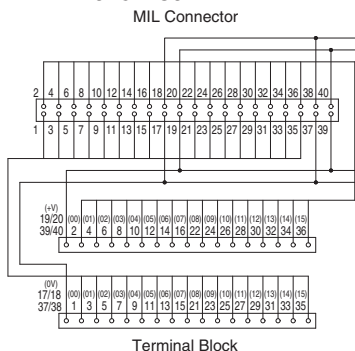 MIL Connector
2 4 6 8 10 12 14 16 18 20 22 24 26 28 30 32 34 36 38 40
1 3 5 7 9 11 13 15 17 19 21 23 25 27 29 31 33 35 37 39
(+V) (00) (01) (02) (03) (04) (05) (06) (07) (08) (09) (10) (11) (12) (13) (14) (15)
19/20
39/40 2 4 6 8 10 12 14 16 22 24 26 28 30 32 34 36
(0V) (00) (01) (02) (03) (04) (05) (06) (07) (08) (09) (10) (11) (12) (13) (14) (15)
17/18
37/38 1 3 5 7 9 11 13 15 21 23 25 27 29 31 33 35
Terminal Block